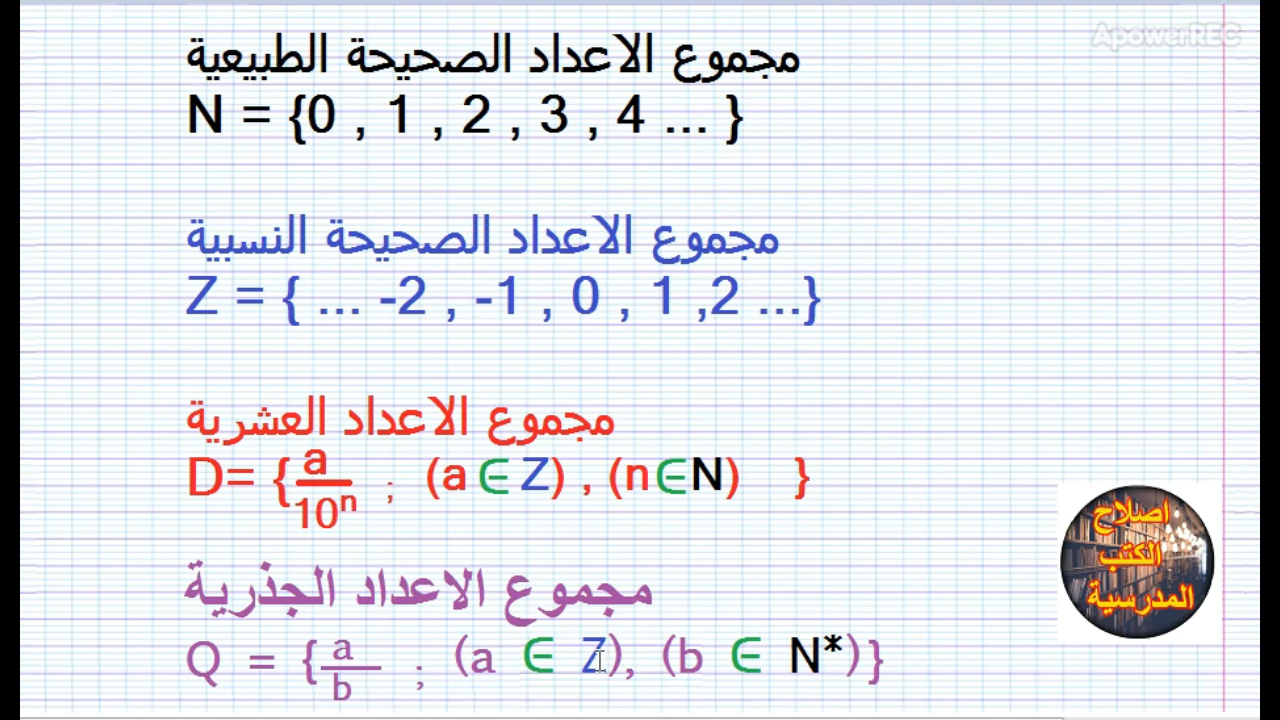 ApowerREC
مجموع الاعداد الصحيحة الطبيعية
N = {0 , 1 , 2 , 3 , 4 ... }
مجموع الاعداد الصحيحة النسبية
Z = { ... -2 , -1 , 0 , 1 ,2 ...}
مجموع الاعداد العشرية
D= {a/10ⁿ ; (a ∈ Z) , (n∈N) }
مجموع الاعداد الجذرية
Q = {a/b ; (a ∈ Z), (b ∈ N*)}
اصلاح
الكتب
المدرسية